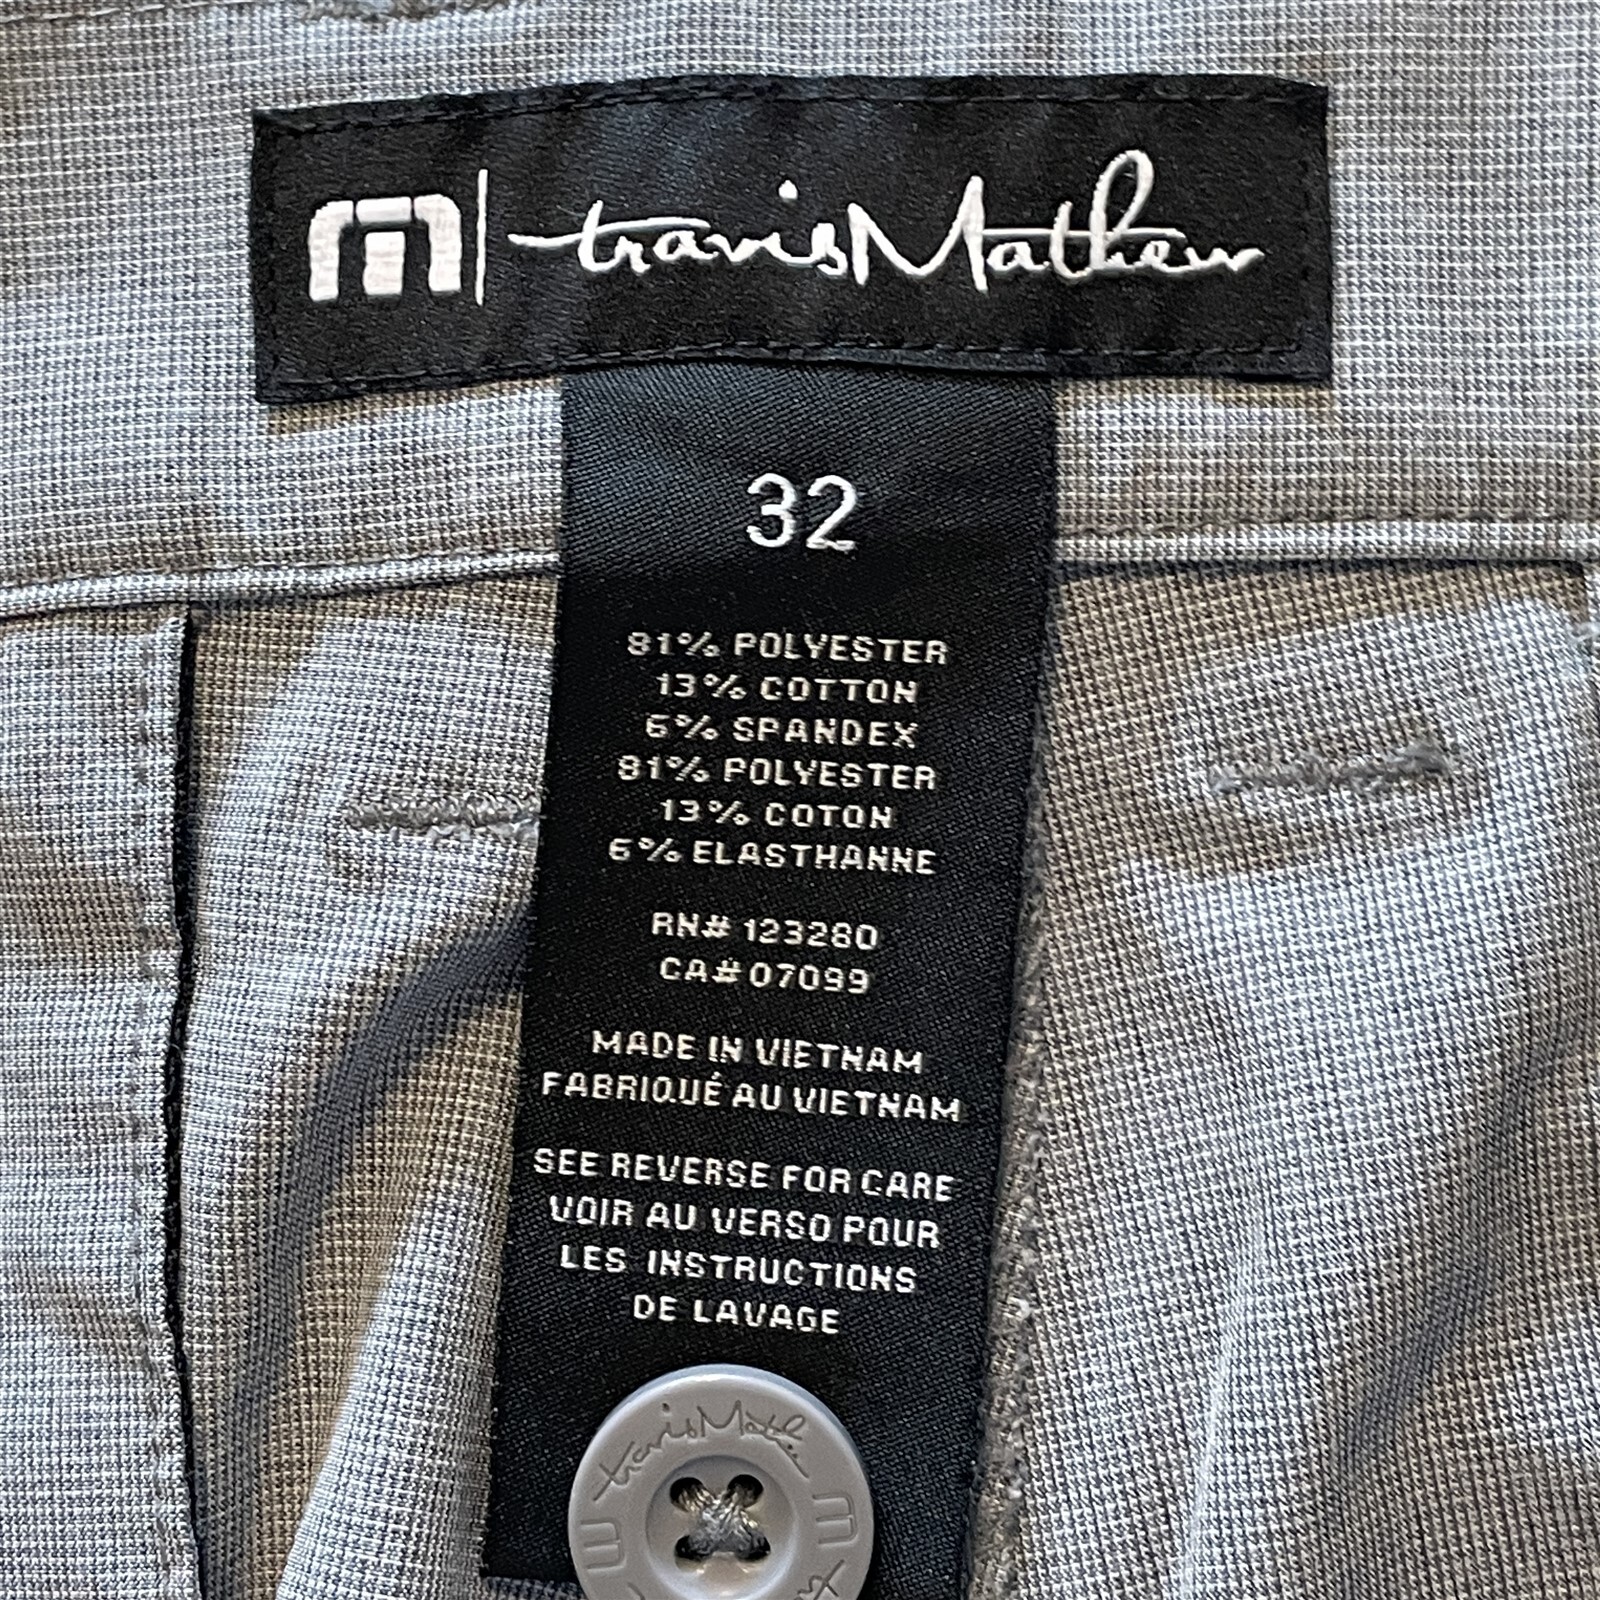 travisMathew
32
81% POLYESTER
13% COTTON
6% SPANDEX
81% POLYESTER
13% COTON
6% ELASTHANNE
RN# 123280
CA# 07099
MADE IN VIETNAM
FABRIQUÉ AU VIETNAM
SEE REVERSE FOR CARE
VOIR AU VERSO POUR
LES INSTRUCTIONS
DE LAVAGE
travisMathew